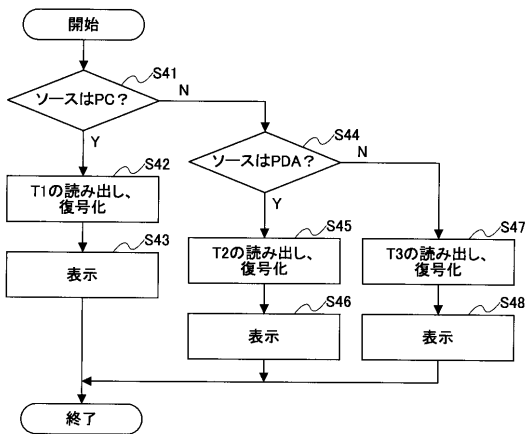 開始
S41
ソースはPC？
N
Y
S44
ソースはPDA？
N
Y
S42
T1の読み出し、
復号化
S43
表示
S45
T2の読み出し、
復号化
S46
表示
S47
T3の読み出し、
復号化
S48
表示
終了